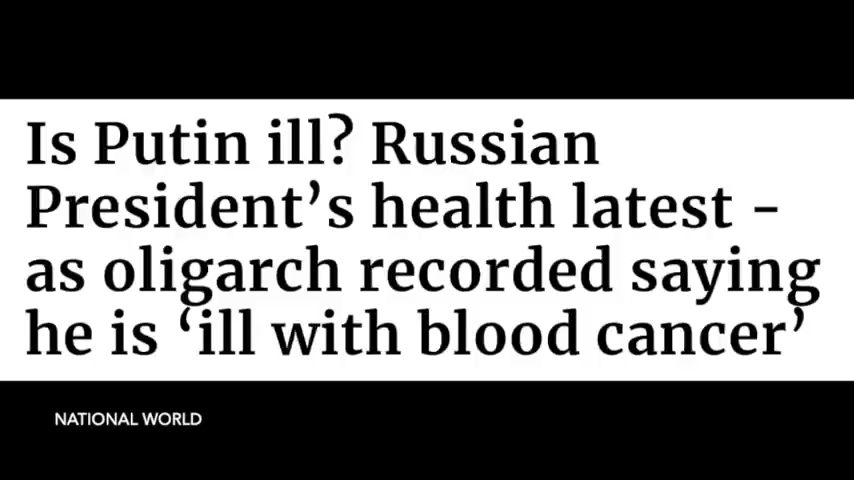 Is Putin ill? Russian
President’s health latest -
as oligarch recorded saying
he is ‘ill with blood cancer’
NATIONAL WORLD